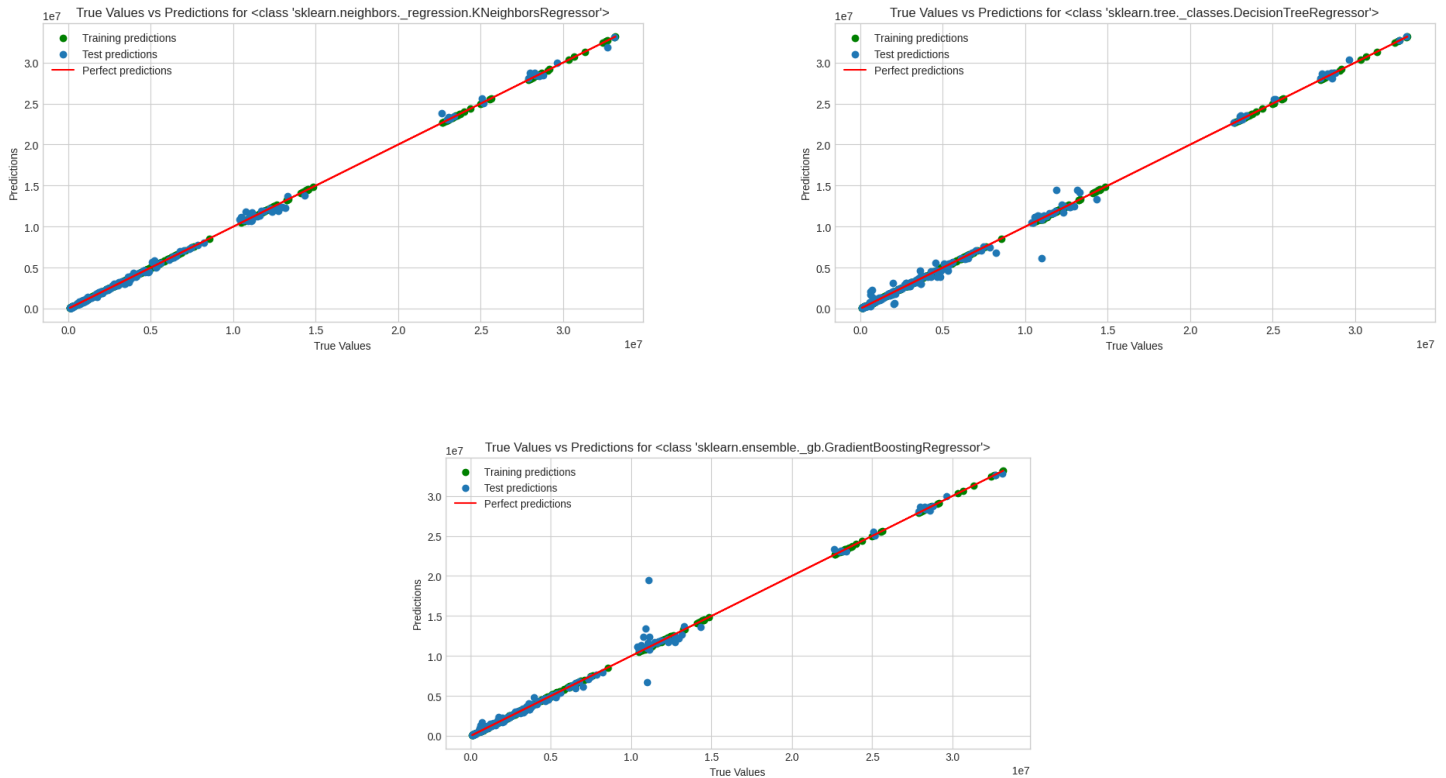 True Values vs Predictions for <class 'sklearn.neighbors._regression.KNeighborsRegressor'>
1e7
Training predictions
Test predictions
Perfect predictions
3.0
2.5
2.0
1.5
1.0
0.5
0.0
Predictions
0.0 0.5 1.0 1.5 2.0 2.5 3.0
True Values
1e7
True Values vs Predictions for <class 'sklearn.tree._classes.DecisionTreeRegressor'>
1e7
Training predictions
Test predictions
Perfect predictions
3.0
2.5
2.0
1.5
1.0
0.5
0.0
Predictions
0.0 0.5 1.0 1.5 2.0 2.5 3.0
True Values
1e7
True Values vs Predictions for <class 'sklearn.ensemble._gb.GradientBoostingRegressor'>
1e7
Training predictions
Test predictions
Perfect predictions
3.0
2.5
2.0
1.5
1.0
0.5
0.0
Predictions
0.0 0.5 1.0 1.5 2.0 2.5 3.0
True Values
1e7